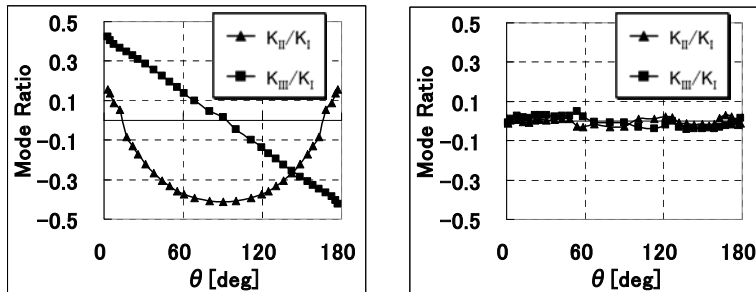 Mode Ratio
0.5
0.3
0.1
−0.1
−0.3
−0.5
K_II/K_I
K_III/K_I
0
60
120
180
θ [deg]
Mode Ratio
0.5
0.3
0.1
−0.1
−0.3
−0.5
K_II/K_I
K_III/K_I
0
60
120
180
θ [deg]